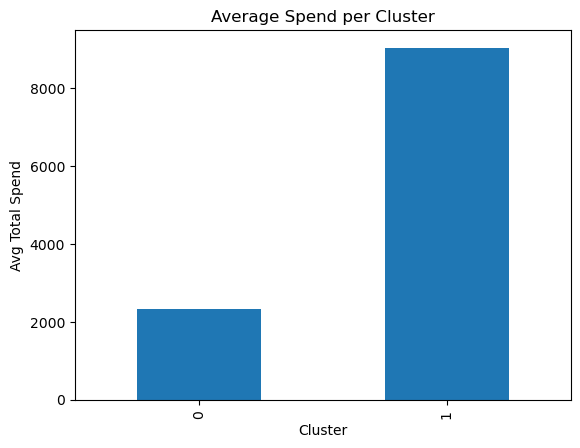 Average Spend per Cluster
Avg Total Spend
8000
6000
4000
2000
0
0
1
Cluster